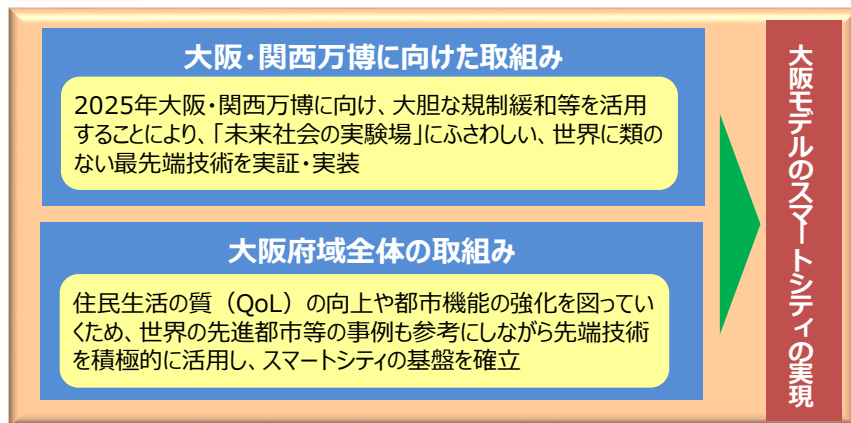 大阪・関西万博に向けた取組み
2025年大阪・関西万博に向け、大胆な規制緩和等を活用
することにより、「未来社会の実験場」にふさわしい、世界に類の
ない最先端技術を実証・実装
大阪府域全体の取組み
住民生活の質（QoL）の向上や都市機能の強化を図ってい
くため、世界の先進都市等の事例も参考にしながら先端技術
を積極的に活用し、スマートシティの基盤を確立
大阪モデルのスマートシティの実現